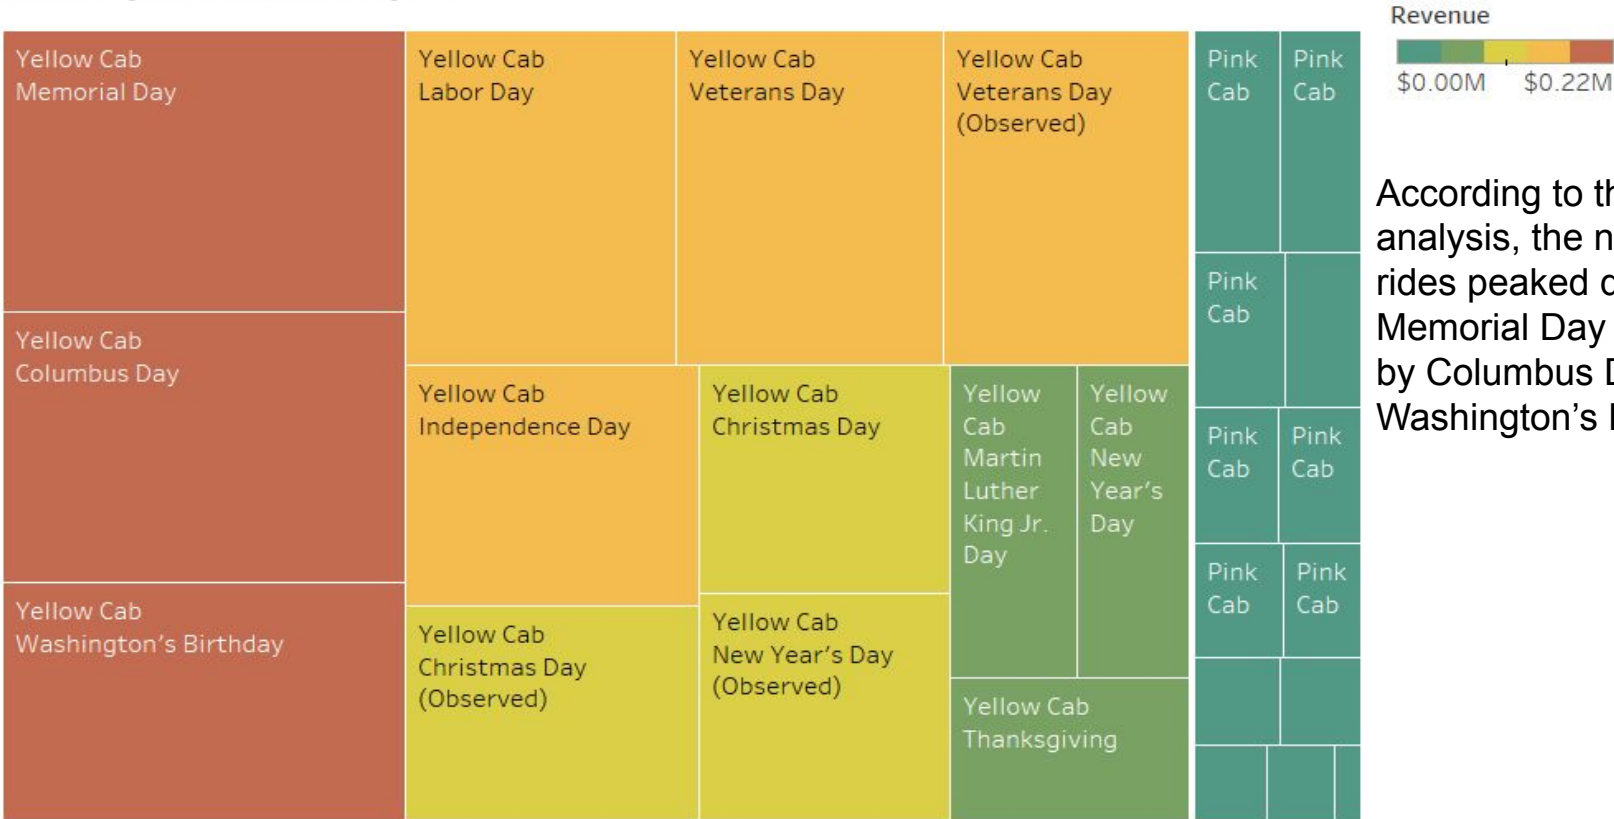 Yellow Cab
Memorial Day
Yellow Cab
Columbus Day
Yellow Cab
Washington's Birthday
Yellow Cab
Labor Day
Yellow Cab
Veterans Day
Yellow Cab
Veterans Day
(Observed)
Yellow Cab
Independence Day
Yellow Cab
Christmas Day
(Observed)
Yellow Cab
Christmas Day
Yellow Cab
New Year's Day
(Observed)
Yellow
Cab
Martin
Luther
King Jr.
Day
Yellow
Cab
New
Year's
Day
Yellow Cab
Thanksgiving
Pink
Cab
Pink
Cab
Pink
Cab
Pink
Cab
Pink
Cab
Pink
Cab
Pink
Cab
Revenue
$0.00M $0.22M
According to
analysis, the
rides peaked
Memorial Day
by Columbus
Washington's